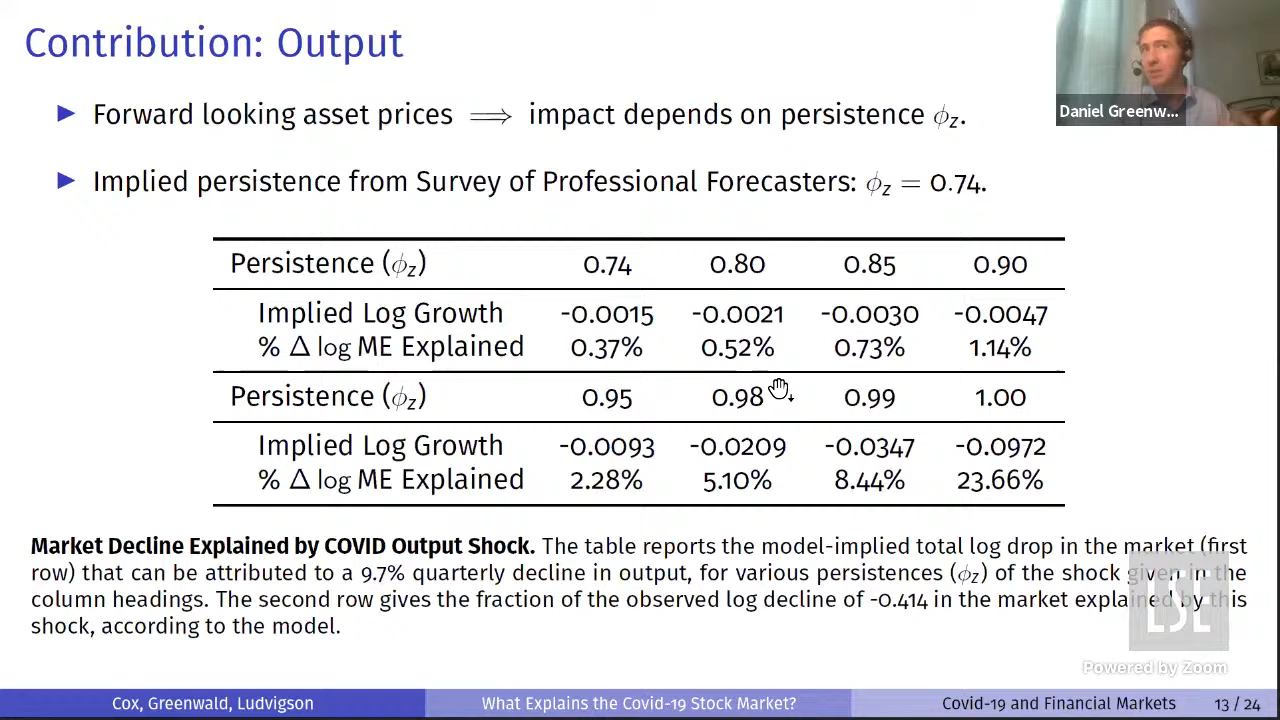 Contribution: Output
Daniel Greenw...
▶ Forward looking asset prices ⟹ impact depends on persistence ϕz.
▶ Implied persistence from Survey of Professional Forecasters: ϕz = 0.74.
Persistence (ϕz) 0.74 0.80 0.85 0.90
Implied Log Growth -0.0015 -0.0021 -0.0030 -0.0047
% Δ log ME Explained 0.37% 0.52% 0.73% 1.14%
Persistence (ϕz) 0.95 0.98 0.99 1.00
Implied Log Growth -0.0093 -0.0209 -0.0347 -0.0972
% Δ log ME Explained 2.28% 5.10% 8.44% 23.66%
Market Decline Explained by COVID Output Shock. The table reports the model-implied total log drop in the market (first
row) that can be attributed to a 9.7% quarterly decline in output, for various persistences (ϕz) of the shock given in the
column headings. The second row gives the fraction of the observed log decline of -0.414 in the market explained by this
shock, according to the model.
LSE
Powered by Zoom
Cox, Greenwald, Ludvigson What Explains the Covid-19 Stock Market? Covid-19 and Financial Markets 13 / 24